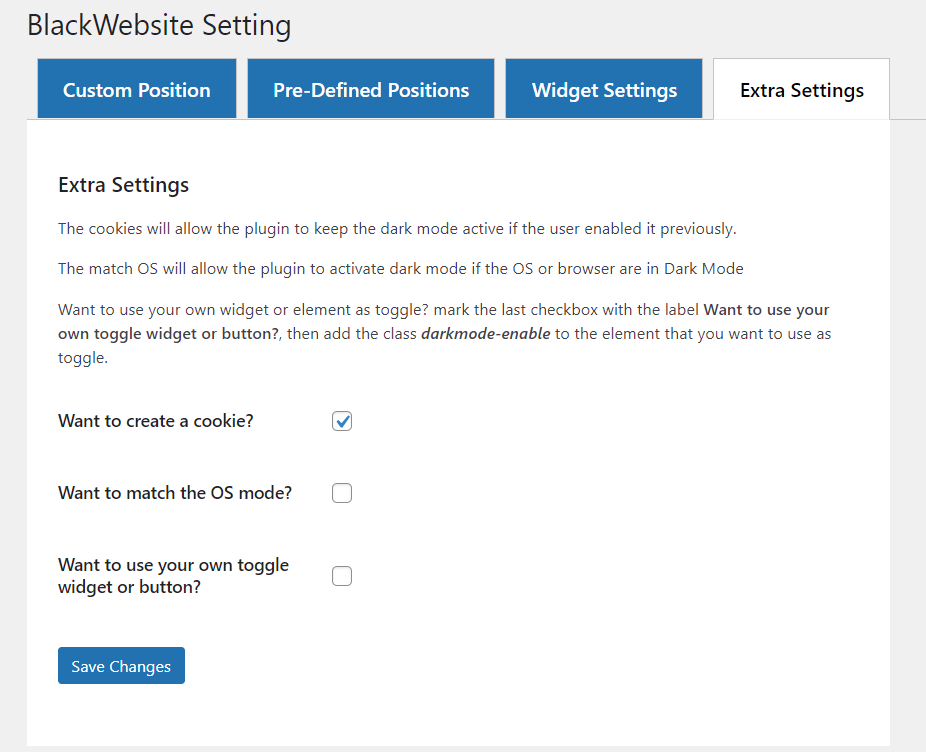 BlackWebsite Setting
Custom Position
Pre-Defined Positions
Widget Settings
Extra Settings
Extra Settings
The cookies will allow the plugin to keep the dark mode active if the user enabled it previously.
The match OS will allow the plugin to activate dark mode if the OS or browser are in Dark Mode
Want to use your own widget or element as toggle? mark the last checkbox with the label Want to use your
own toggle widget or button?, then add the class darkmode-enable to the element that you want to use as
toggle.
Want to create a cookie?
Want to match the OS mode?
Want to use your own toggle
widget or button?
Save Changes